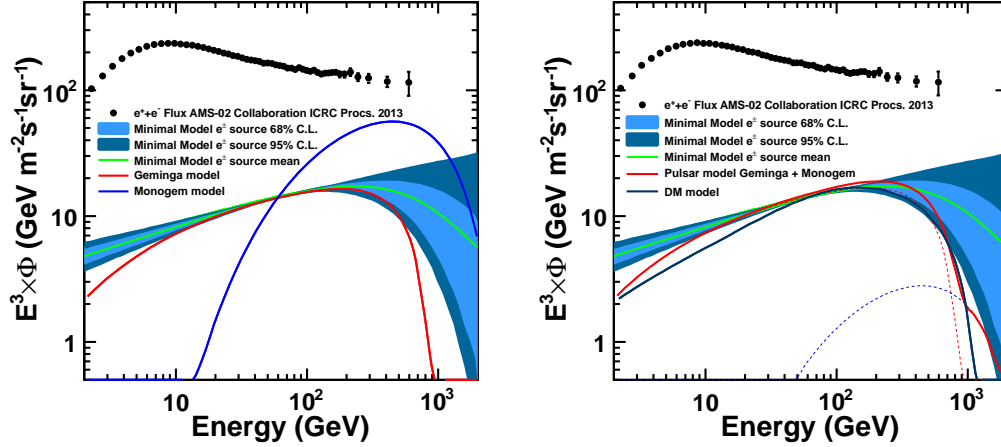 10²
10
1
E³×Φ (GeV m⁻²s⁻¹sr⁻¹)
e⁺+e⁻ Flux AMS-02 Collaboration ICRC Procs. 2013
Minimal Model e± source 68% C.L.
Minimal Model e± source 95% C.L.
Minimal Model e± source mean
Geminga model
Monogem model
10 10² 10³
Energy (GeV)
10²
10
1
E³×Φ (GeV m⁻²s⁻¹sr⁻¹)
e⁺+e⁻ Flux AMS-02 Collaboration ICRC Procs. 2013
Minimal Model e± source 68% C.L.
Minimal Model e± source 95% C.L.
Minimal Model e± source mean
Pulsar model Geminga + Monogem
DM model
10 10² 10³
Energy (GeV)